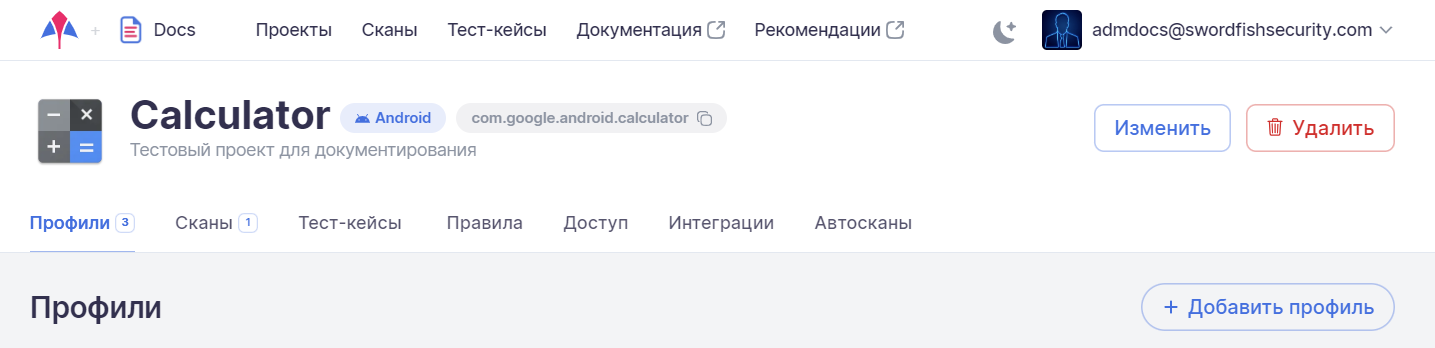 Docs Проекты Сканы Тест-кейсы Документация Рекомендации admdocs@swordfishsecurity.com
Calculator Android com.google.android.calculator
Тестовый проект для документирования
Изменить Удалить
Профили 3 Сканы 1 Тест-кейсы Правила Доступ Интеграции Автосканы
Профили + Добавить профиль